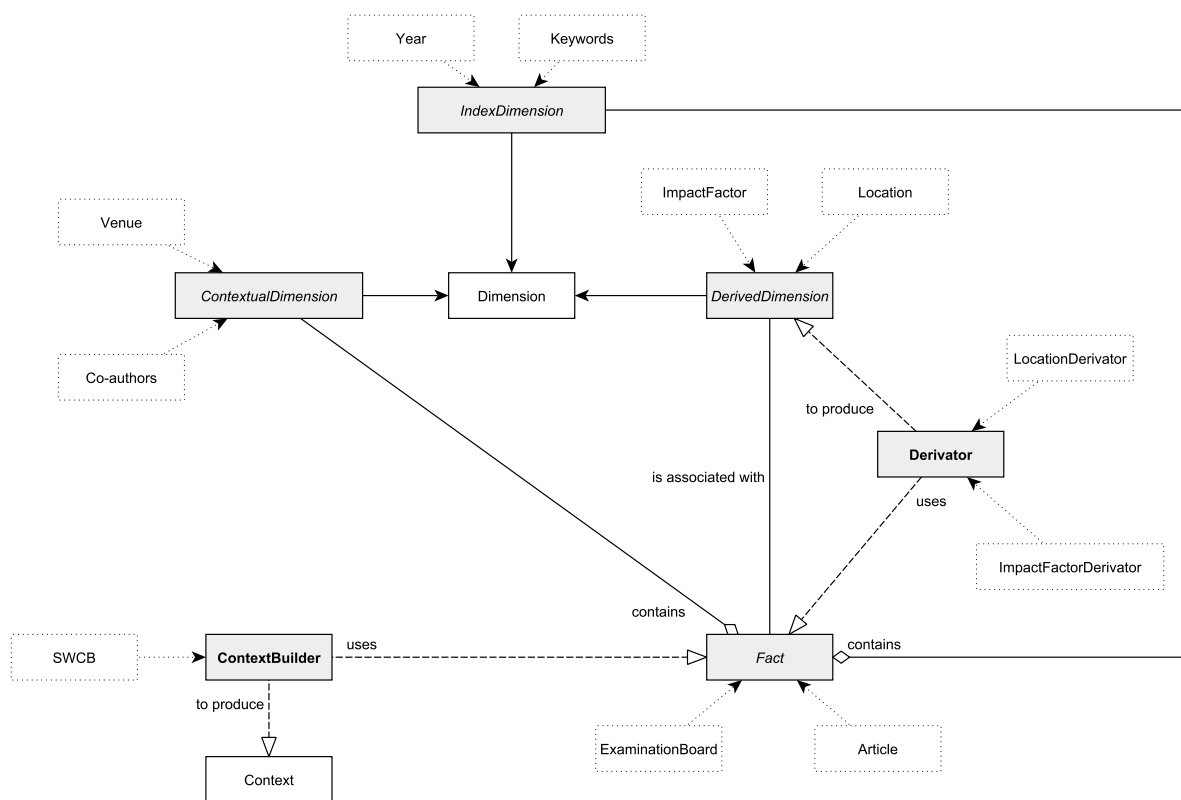 Year
Keywords
IndexDimension
ImpactFactor
Location
Venue
ContextualDimension
Dimension
DerivedDimension
LocationDerivator
Co-authors
to produce
Derivator
is associated with
uses
ImpactFactorDerivator
contains
uses
contains
SWCB
ContextBuilder
Fact
to produce
ExaminationBoard
Article
Context